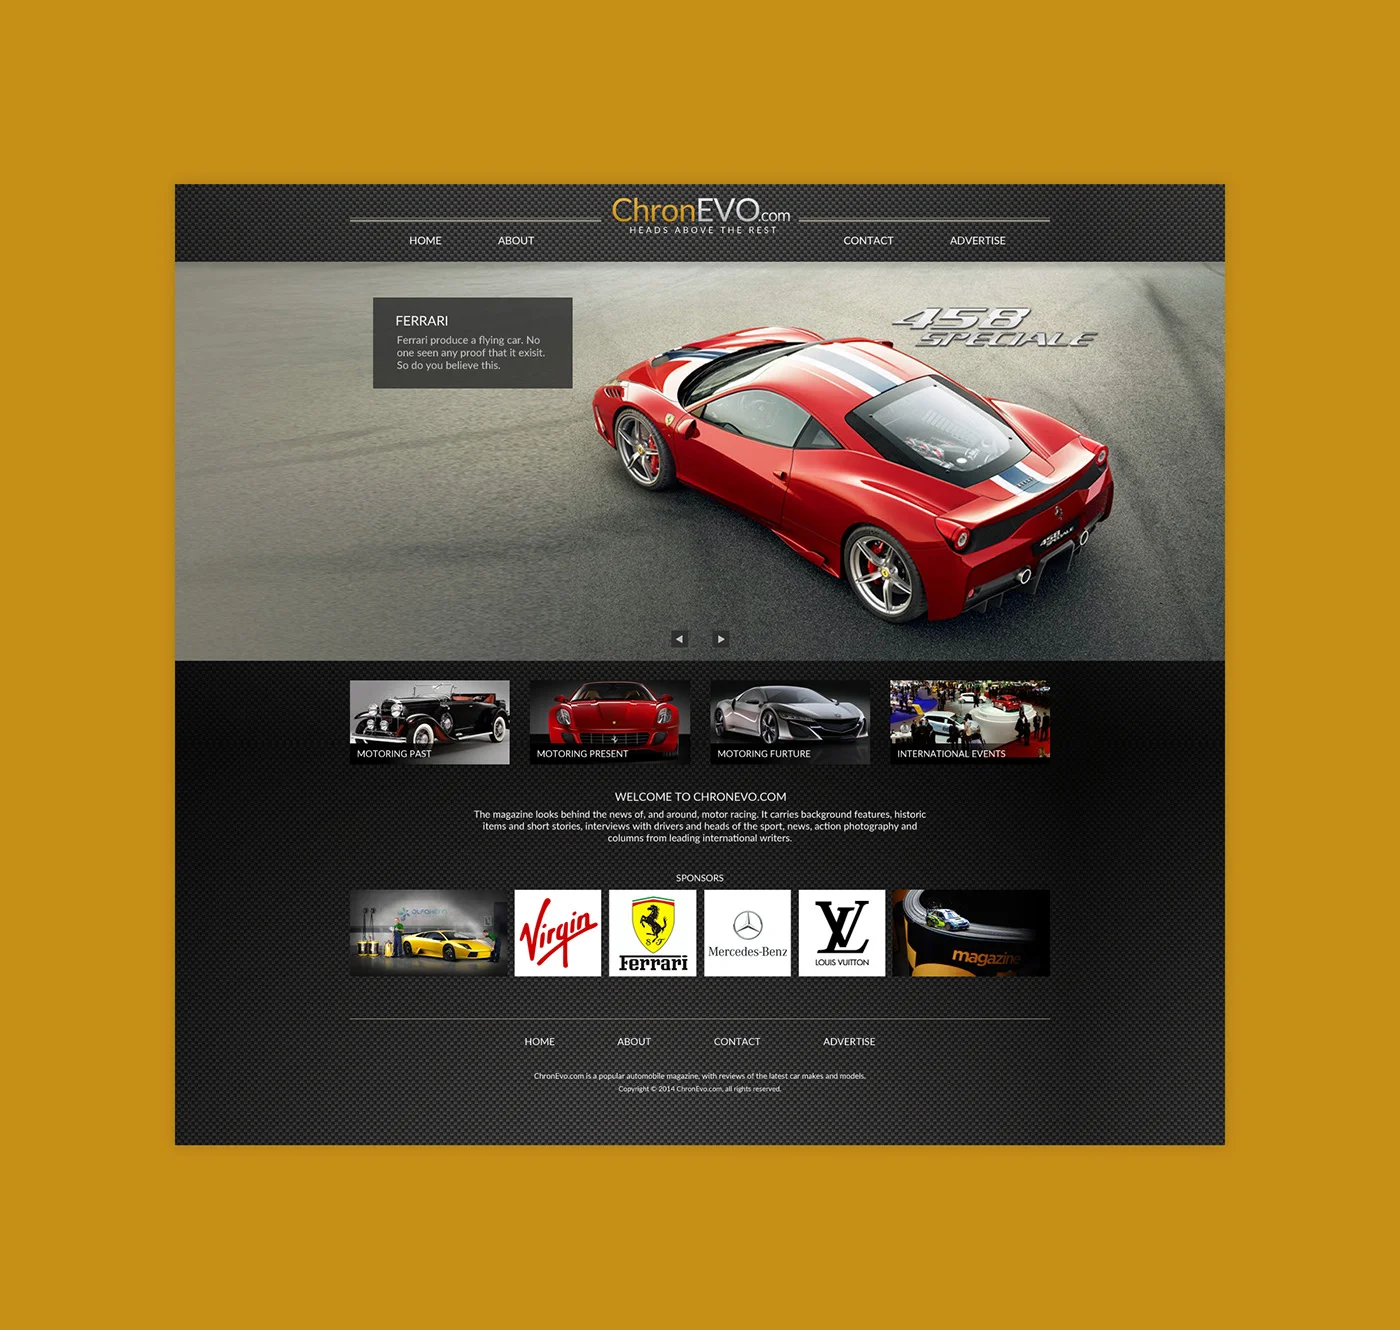 ChronEVO.com
HEADS ABOVE THE REST
HOME
ABOUT
CONTACT
ADVERTISE
FERRARI
Ferrari produce a flying car. No
one seen any proof that it exisit.
So do you believe this.
458
SPECIALE
458
SPECIALE
MOTORING PAST
MOTORING PRESENT
MOTORING FURTURE
INTERNATIONAL EVENTS
WELCOME TO CHRONEVO.COM
The magazine looks behind the news of, and around, motor racing. It carries background features, historic
items and short stories, interviews with drivers and heads of the sport, news, action photography and
columns from leading international writers.
SPONSORS
Virgin
S F
Ferrari
Mercedes-Benz
LV
LOUIS VUITTON
magazine
HOME
ABOUT
CONTACT
ADVERTISE
ChronEvo.com is a popular automobile magazine, with reviews of the latest car makes and models.
Copyright © 2014 ChronEvo.com, all rights reserved.